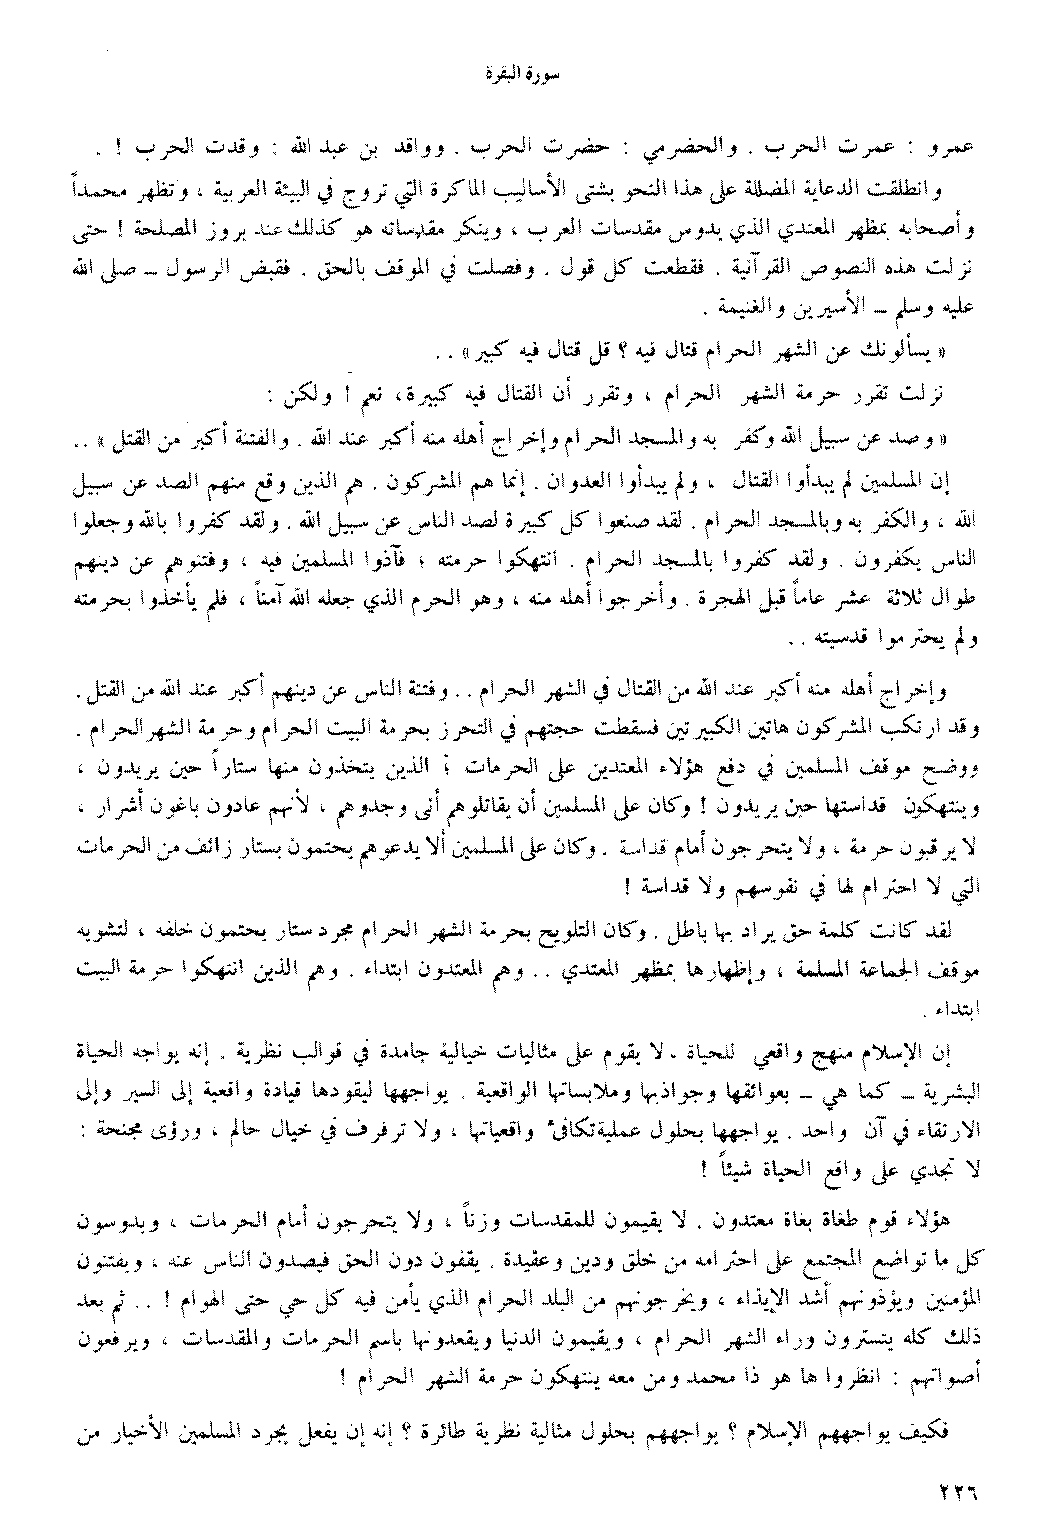 سورة البقرة
عمرو : عمرت الحرب . والحضرمي : حضرت الحرب . وواقد بن عبد الله : وقدت الحرب ! .
وانطلقت الدعاية المضللة على هذا النحو بشتى الأساليب الماكرة التي تروج في البيئة العربية ، وتظهر محمداً
وأصحابه بمظهر المعتدي الذي يدوس مقدسات العرب ، وينكر مقدساته هو كذلك عند بروز المصلحة ! حتى
نزلت هذه النصوص القرآنية . فقطعت كل قول . وفصلت في الموقف بالحق . فقبض الرسول – صلى الله
عليه وسلم – الأسيرين والغنيمة .
« يسألونك عن الشهر الحرام قتال فيه ؟ قل قتال فيه كبير » . .
نزلت تقرر حرمة الشهر الحرام ، وتقرر أن القتال فيه كبيرة، نعم ! ولكن :
« وصد عن سبيل الله وكفر به والمسجد الحرام وإخراج أهله منه أكبر عند الله . والفتنة أكبر من القتل » . .
إن المسلمين لم يبدأوا القتال ، ولم يبدأوا العدوان . إنما هم المشركون . هم الذين وقع منهم الصد عن سبيل
الله ، والكفر به وبالمسجد الحرام . لقد صنعوا كل كبيرة لصد الناس عن سبيل الله . ولقد كفروا بالله وجعلوا
الناس يكفرون . ولقد كفروا بالمسجد الحرام . انتهكوا حرمته ؛ فآذوا المسلمين فيه ، وفتنوهم عن دينهم
طوال ثلاثة عشر عاماً قبل الهجرة . وأخرجوا أهله منه ، وهو الحرم الذي جعله الله آمناً ، فلم يأخذوا بحرمته
ولم يحترموا قدسيته . .
وإخراج أهله منه أكبر عند الله من القتال في الشهر الحرام . . وفتنة الناس عن دينهم أكبر عند الله من القتل .
وقد ارتكب المشركون هاتين الكبيرتين فسقطت حجتهم في التحرز بحرمة البيت الحرام وحرمة الشهر الحرام .
ووضح موقف المسلمين في دفع هؤلاء المعتدين على الحرمات ؛ الذين يتخذون منها ستاراً حين يريدون ،
وينتهكون قداستها حين يريدون ! وكان على المسلمين أن يقاتلوهم أنى وجدوهم ، لأنهم عادون باغون أشرار ،
لا يرقبون حرمة ، ولا يتحرجون أمام قداسة . وكان على المسلمين ألا يدعوهم يحتمون بستار زائف من الحرمات
التي لا احترام لها في نفوسهم ولا قداسة !
لقد كانت كلمة حق يراد بها باطل . وكان التلويح بحرمة الشهر الحرام مجرد ستار يحتمون خلفه ، لتشويه
موقف الجماعة المسلمة ، وإظهارها بمظهر المعتدي . . وهم المعتدون ابتداء . وهم الذين انتهكوا حرمة البيت
ابتداء .
إن الإسلام منهج واقعي للحياة ، لا يقوم على مثاليات خيالية جامدة في قوالب نظرية . إنه يواجه الحياة
البشرية – كما هي – بعوائقها وجواذبها وملابساتها الواقعية . يواجهها ليقودها قيادة واقعية إلى السير وإلى
الارتقاء في آن واحد . يواجهها بحلول عملية تكافئ واقعياتها ، ولا ترفرف في خيال حالم ، ورؤى مجنحة :
لا تجدي على واقع الحياة شيئاً !
هؤلاء قوم طغاة بغاة معتدون . لا يقيمون للمقدسات وزناً ، ولا يتحرجون أمام الحرمات ، ويدوسون
كل ما تواضع المجتمع على احترامه من خلق ودين وعقيدة . يقفون دون الحق فيصدون الناس عنه ، ويفتنون
المؤمنين ويؤذونهم أشد الإيذاء ، ويخرجونهم من البلد الحرام الذي يأمن فيه كل حي حتى الهوام ! . . ثم بعد
ذلك كله يتسترون وراء الشهر الحرام ، ويقيمون الدنيا ويقعدونها باسم الحرمات والمقدسات ، ويرفعون
أصواتهم : انظروا ها هو ذا محمد ومن معه ينتهكون حرمة الشهر الحرام !
فكيف يواجههم الإسلام ؟ يواجههم بحلول مثالية نظرية طائرة ؟ إنه إن يفعل يجرد المسلمين الأخيار من
٢٢٦